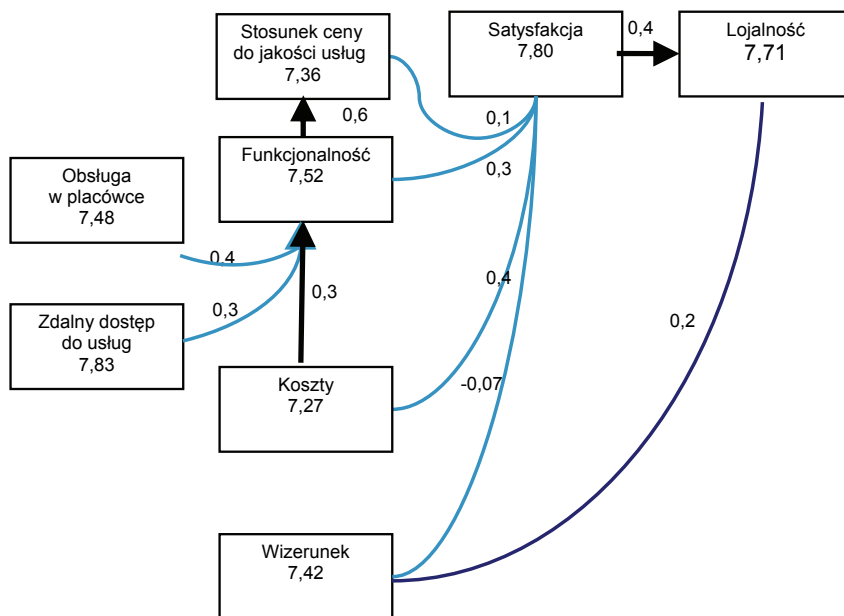 Stosunek ceny
do jakości usług
7,36
Satysfakcja
7,80
0,4
Lojalność
7,71
0,6
0,1
Funkcjonalność
7,52
0,3
Obsługa
w placówce
7,48
0,4
0,3
Zdalny dostęp
do usług
7,83
0,3
0,4
0,2
Koszty
7,27
-0,07
Wizerunek
7,42